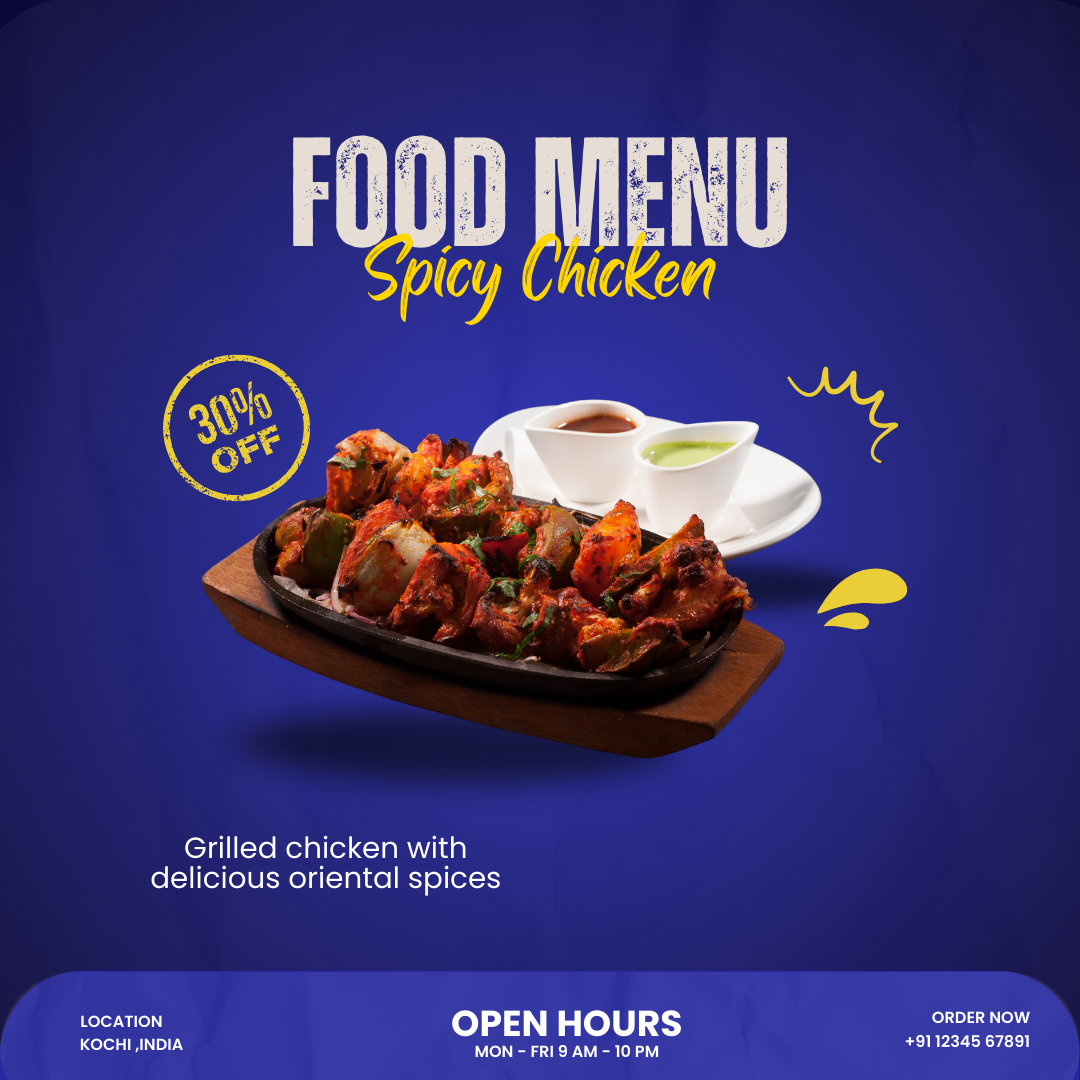 FOOD MENU
Spicy Chicken
30%
OFF
Grilled chicken with
delicious oriental spices
LOCATION
KOCHI ,INDIA
OPEN HOURS
MON - FRI 9 AM - 10 PM
ORDER NOW
+91 12345 67891